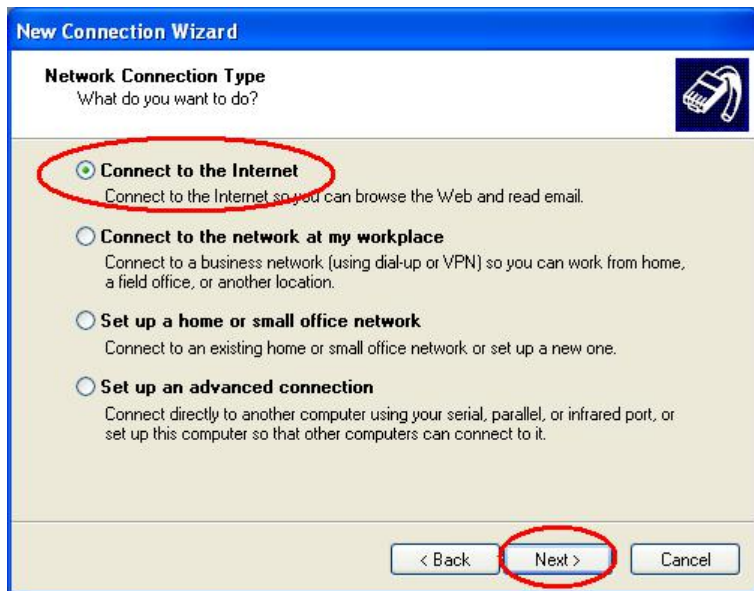 New Connection Wizard
Network Connection Type
What do you want to do?
Connect to the Internet
Connect to the Internet so you can browse the Web and read email.
Connect to the network at my workplace
Connect to a business network (using dial-up or VPN) so you can work from home,
a field office, or another location.
Set up a home or small office network
Connect to an existing home or small office network or set up a new one.
Set up an advanced connection
Connect directly to another computer using your serial, parallel, or infrared port, or
set up this computer so that other computers can connect to it.
< Back Next > Cancel